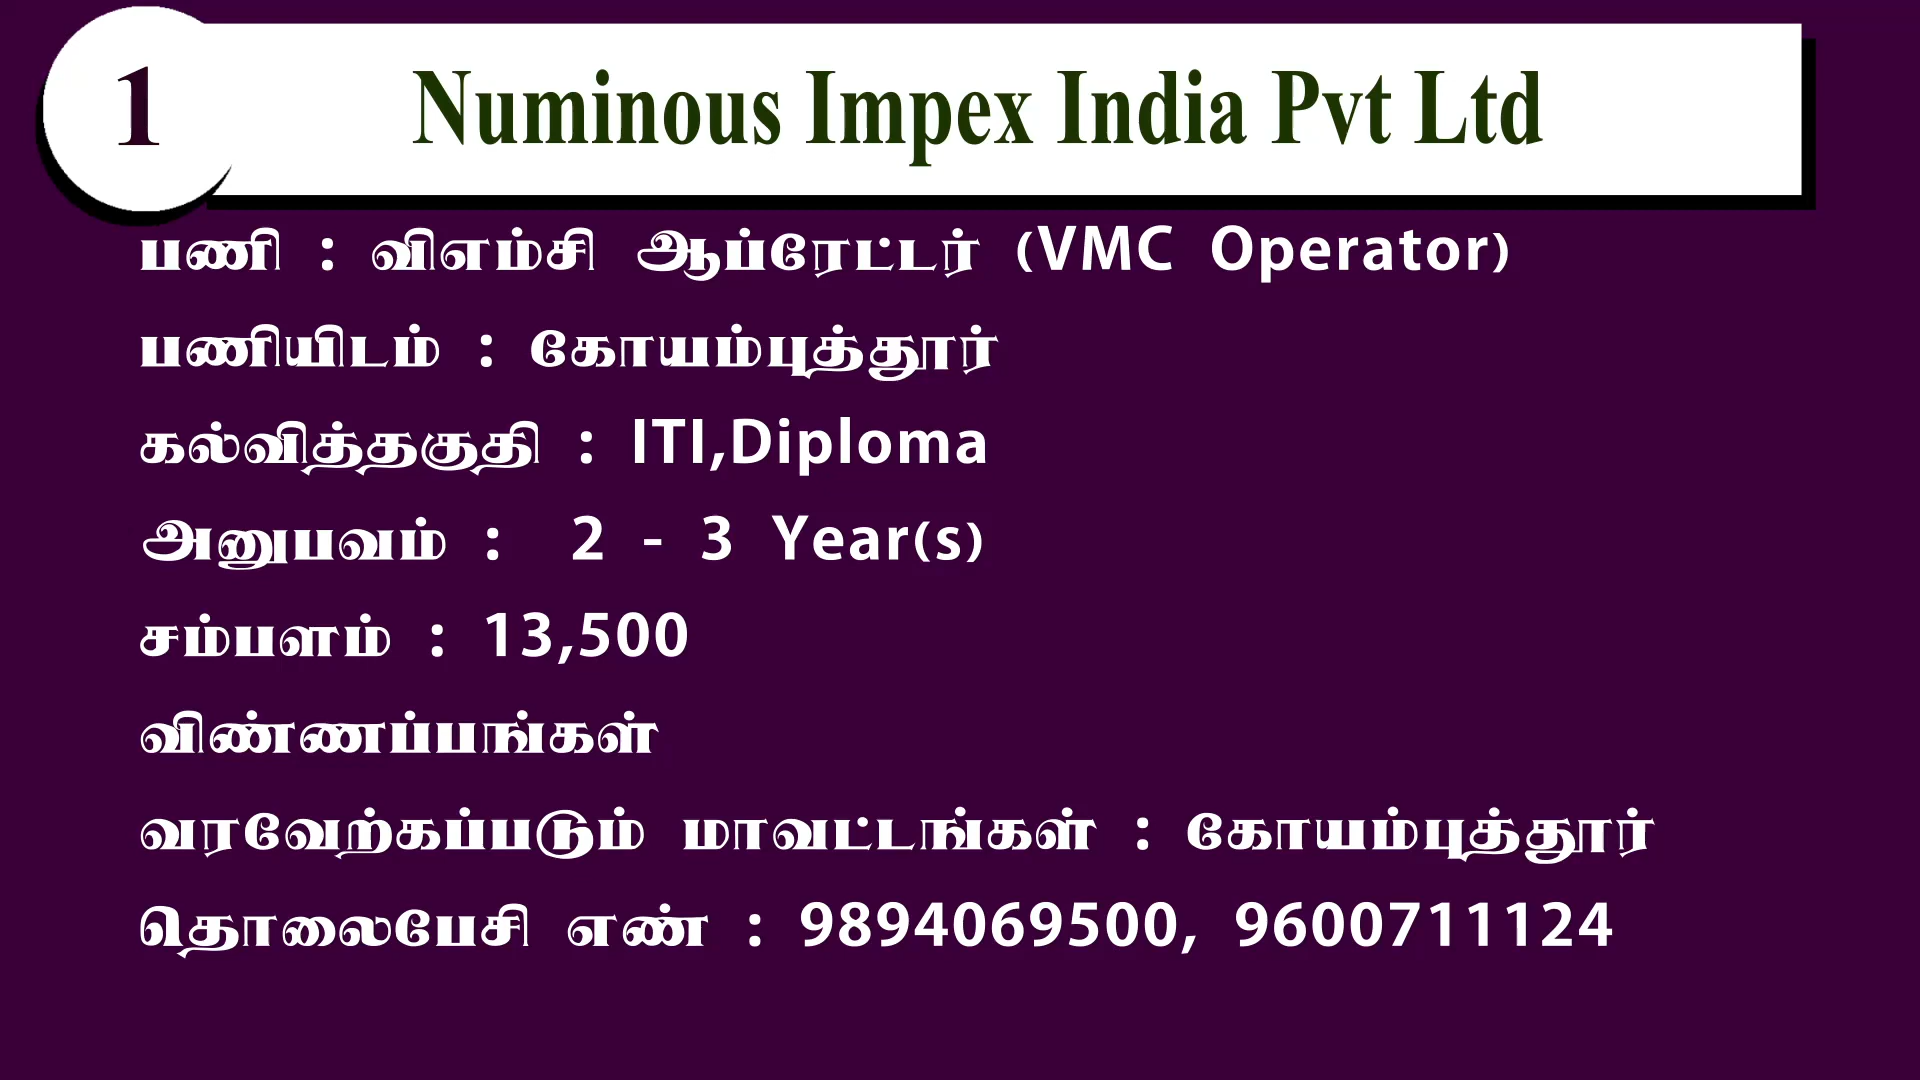 1
Numinous Impex India Pvt Ltd
பணி : விஎம்சி ஆப்ரேட்டர் (VMC Operator)
பணியிடம் : கோயம்புத்தூர்
கல்வித்தகுதி : ITI,Diploma
அனுபவம் : 2 - 3 Year(s)
சம்பளம் : 13,500
விண்ணப்பங்கள்
வரவேற்கப்படும் மாவட்டங்கள் : கோயம்புத்தூர்
தொலைபேசி எண் : 9894069500, 9600711124